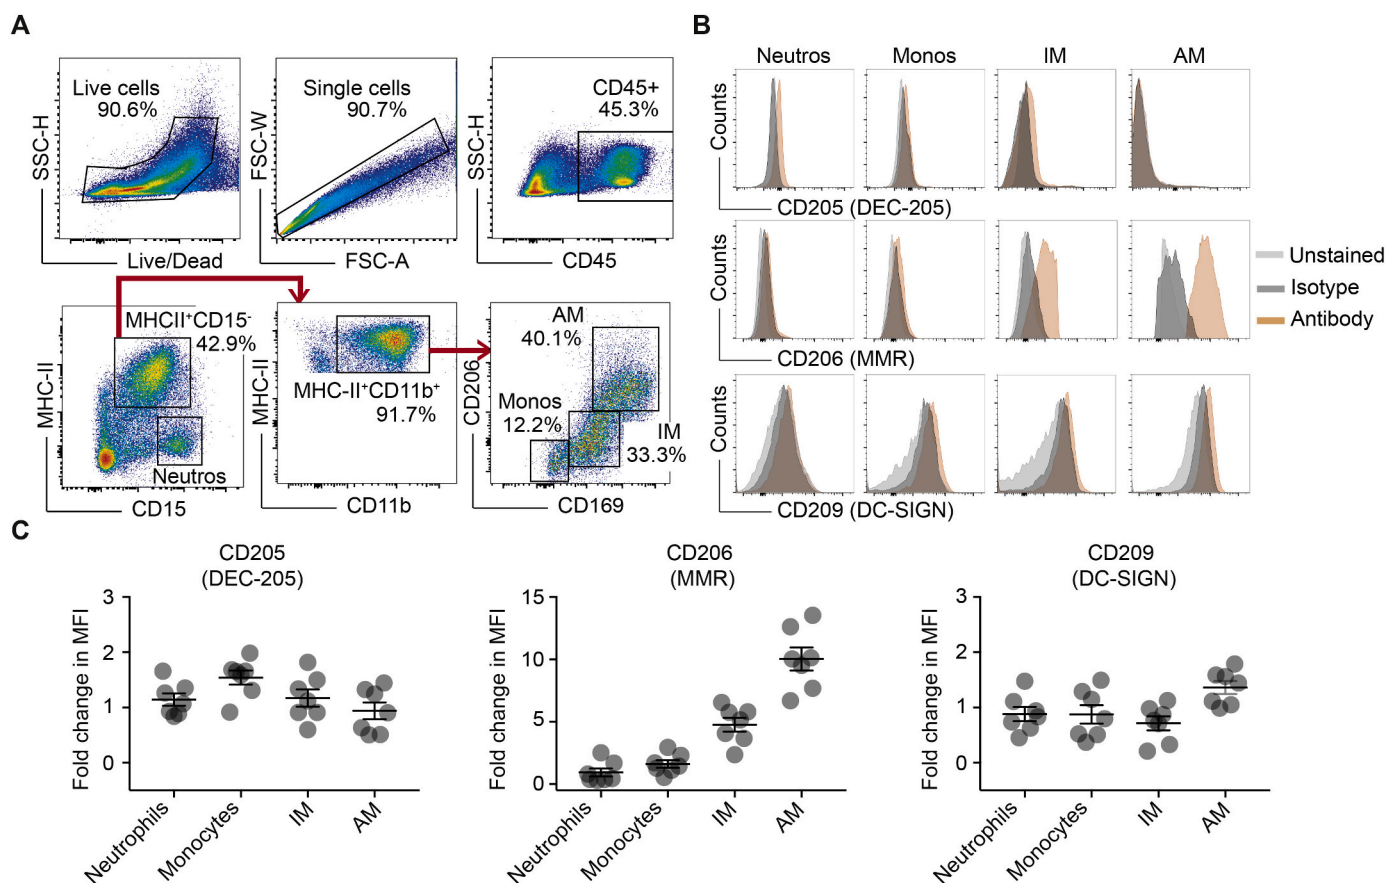 A
Live cells
90.6%
SSC-H
Live/Dead
Single cells
90.7%
FSC-W
FSC-A
CD45+
45.3%
SSC-H
CD45
MHCII⁺CD15⁻
42.9%
Neutros
MHC-II
CD15
MHC-II⁺CD11b⁺
91.7%
MHC-II
CD11b
AM
40.1%
Monos
12.2%
IM
33.3%
CD206
CD169
B
Neutros Monos IM AM
Counts
CD205 (DEC-205)
Counts
CD206 (MMR)
Counts
CD209 (DC-SIGN)
Unstained
Isotype
Antibody
C
CD205
(DEC-205)
Fold change in MFI
3
2
1
0
Neutrophils
Monocytes
IM
AM
CD206
(MMR)
Fold change in MFI
15
10
5
0
Neutrophils
Monocytes
IM
AM
CD209
(DC-SIGN)
Fold change in MFI
3
2
1
0
Neutrophils
Monocytes
IM
AM